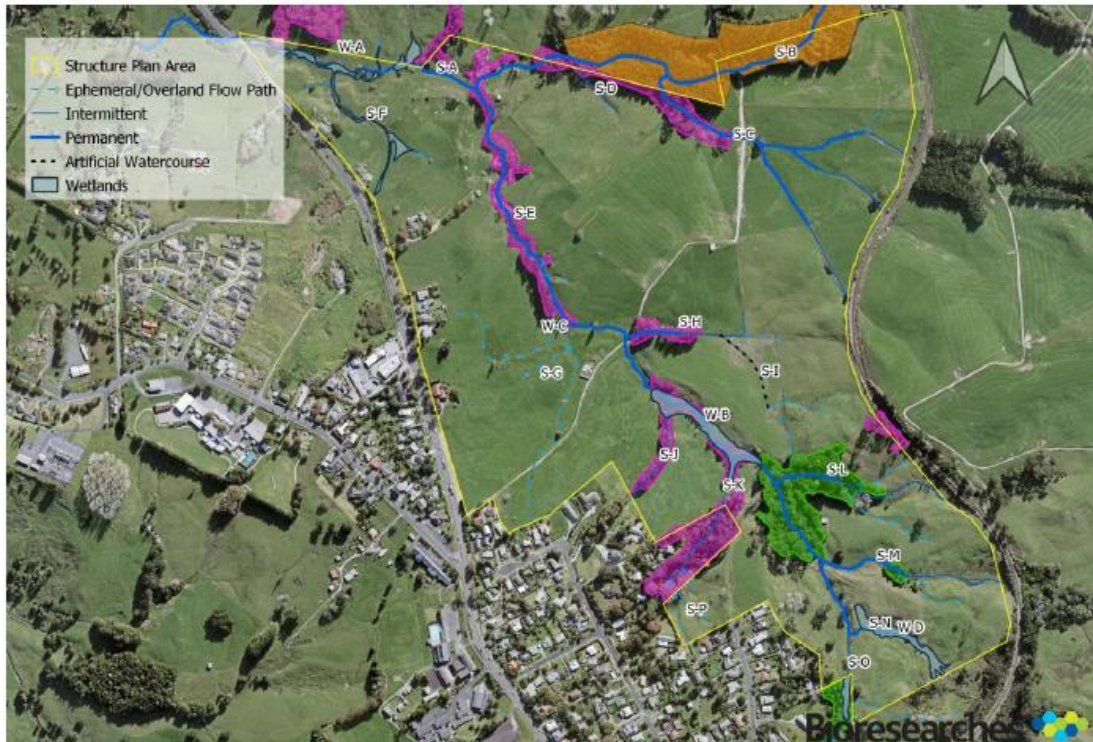 Structure Plan Area
Ephemeral/Overland Flow Path
Intermittent
Permanent
Artificial Watercourse
Wetlands
W-A
S-A
S-B
S-D
S-F
S-C
S-E
W-C
S-H
S-G
S-I
W-B
S-J
S-K
S-L
S-M
S-P
S-N
W-D
S-O
Bioresearches